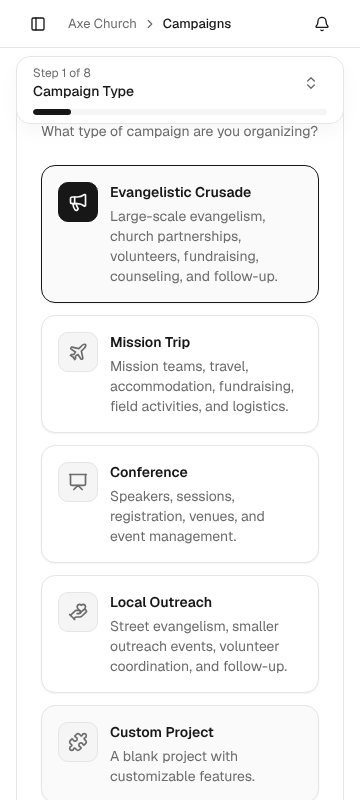 Axe Church > Campaigns
Step 1 of 8
Campaign Type
What type of campaign are you organizing?
Evangelistic Crusade
Large-scale evangelism,
church partnerships,
volunteers, fundraising,
counseling, and follow-up.
Mission Trip
Mission teams, travel,
accommodation, fundraising,
field activities, and logistics.
Conference
Speakers, sessions,
registration, venues, and
event management.
Local Outreach
Street evangelism, smaller
outreach events, volunteer
coordination, and follow-up.
Custom Project
A blank project with
customizable features.